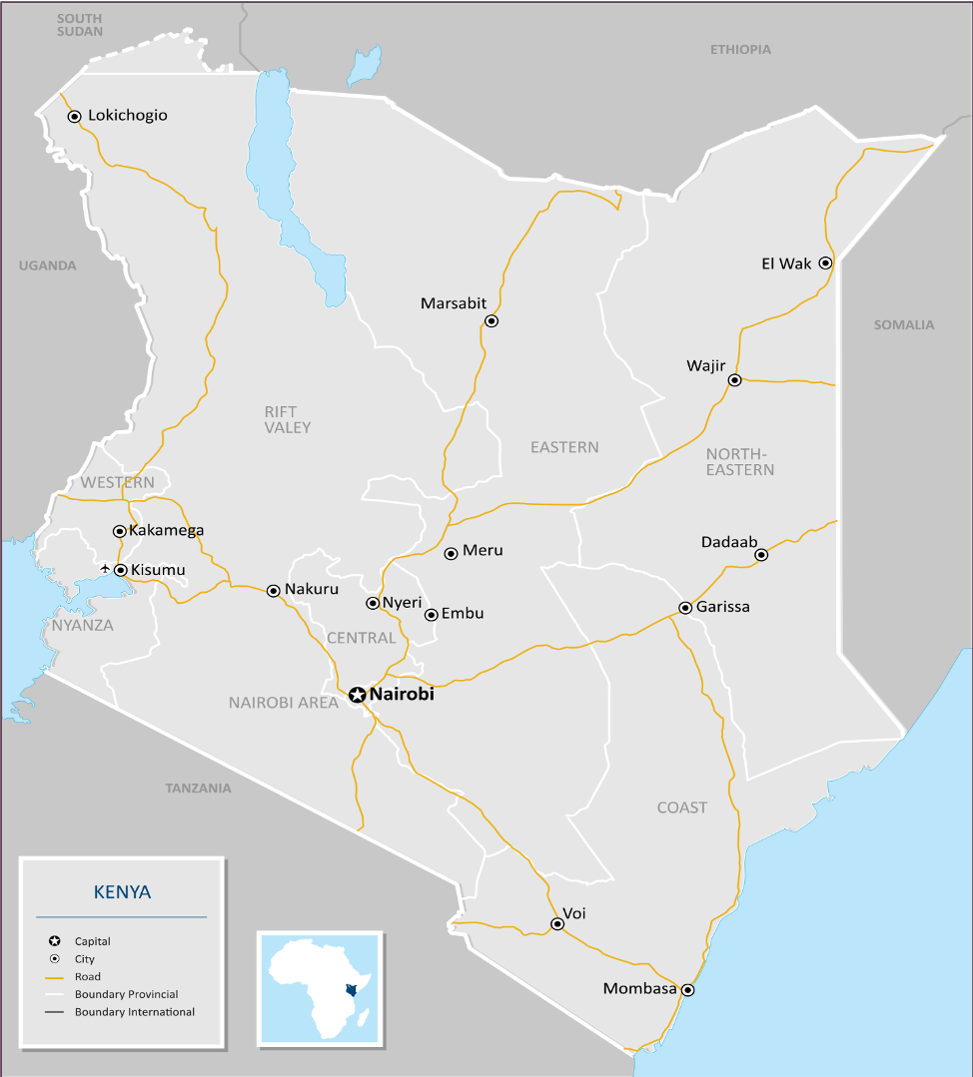 SOUTH
SUDAN
ETHIOPIA
Lokichogio
UGANDA
El Wak
Marsabit
SOMALIA
Wajir
RIFT
VALEY
EASTERN
NORTH-
EASTERN
WESTERN
Kakamega
Dadaab
Meru
Kisumu
Nakuru
Nyeri
Embu
Garissa
NYANZA
CENTRAL
Nairobi
NAIROBI AREA
TANZANIA
COAST
KENYA
Voi
Capital
City
Road
Boundary Provincial
Boundary International
Mombasa